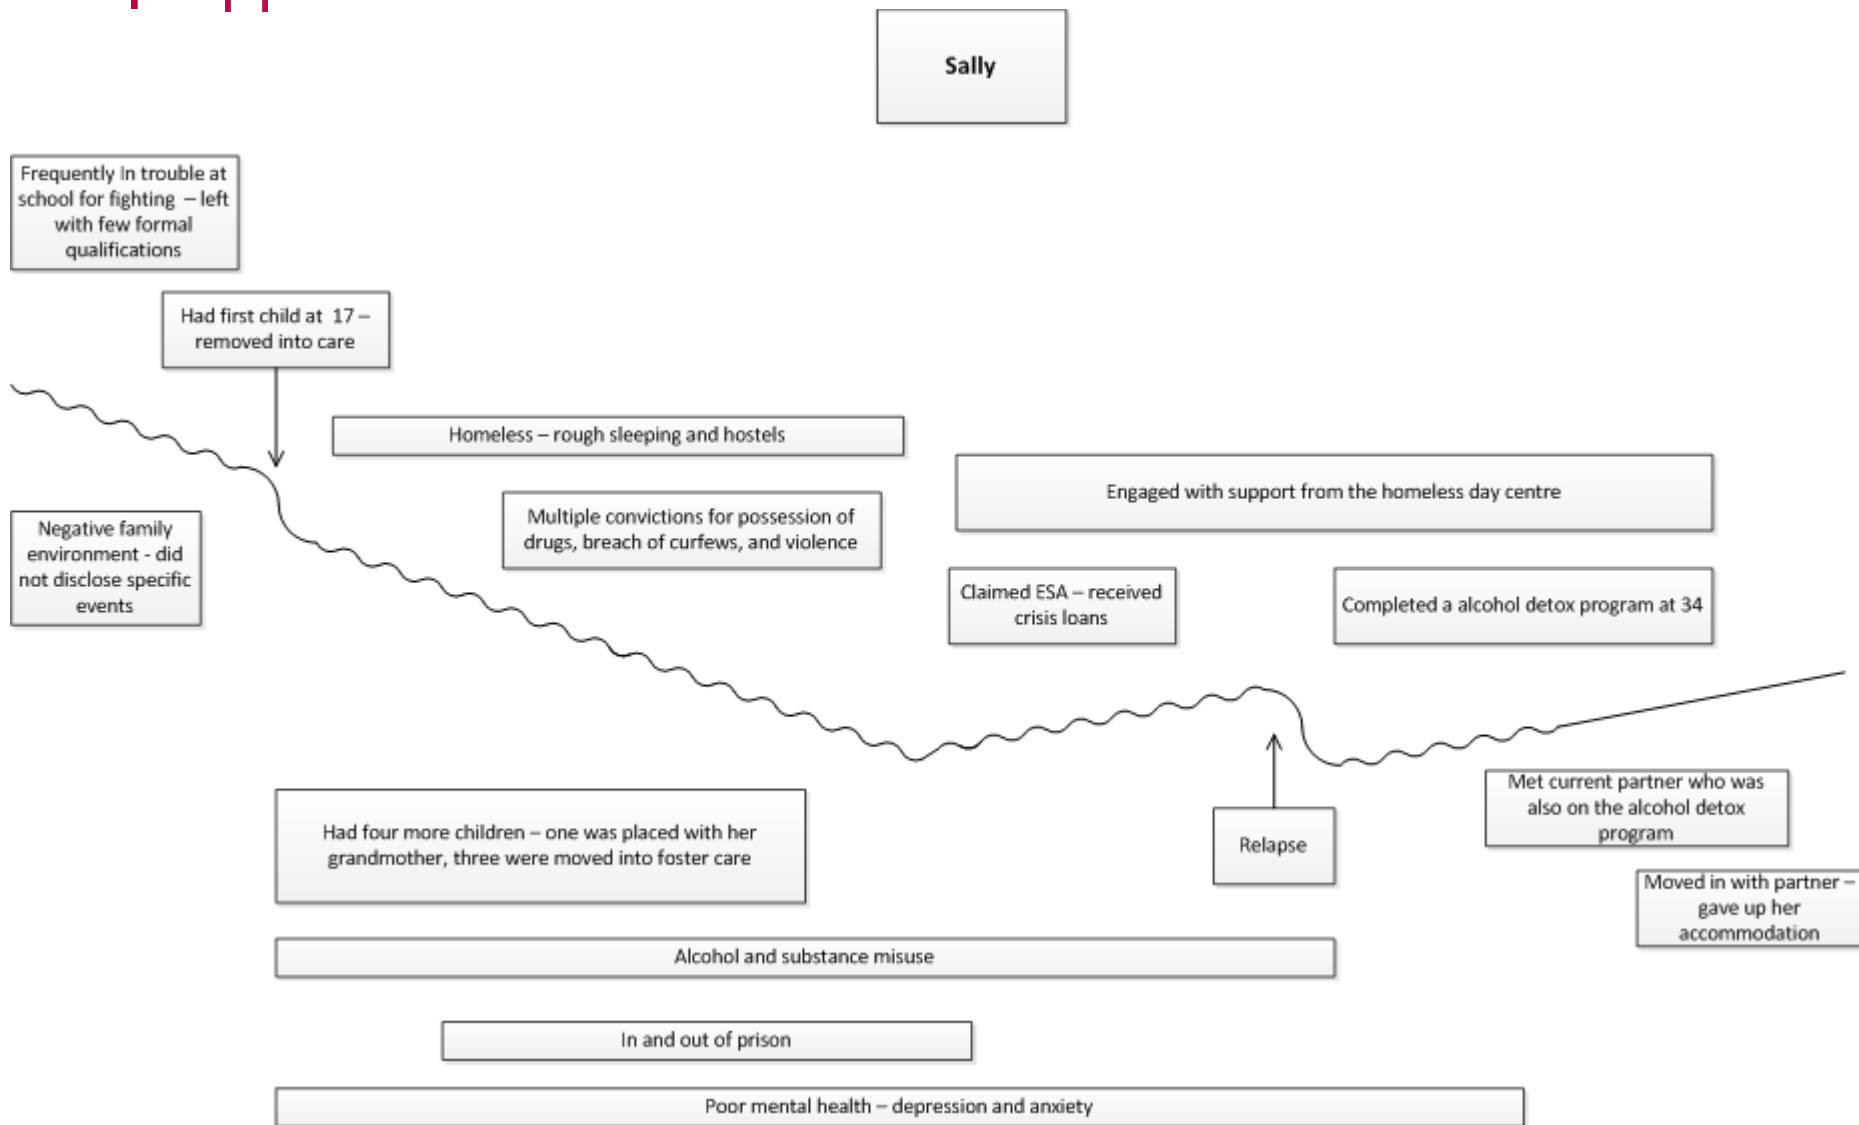 Sally
Frequently In trouble at
school for fighting – left
with few formal
qualifications
Had first child at 17 –
removed into care
Homeless – rough sleeping and hostels
Engaged with support from the homeless day centre
Multiple convictions for possession of
drugs, breach of curfews, and violence
Negative family
environment - did
not disclose specific
events
Claimed ESA – received
crisis loans
Completed a alcohol detox program at 34
Met current partner who was
also on the alcohol detox
program
Had four more children – one was placed with her
grandmother, three were moved into foster care
Relapse
Moved in with partner –
gave up her
accommodation
Alcohol and substance misuse
In and out of prison
Poor mental health – depression and anxiety